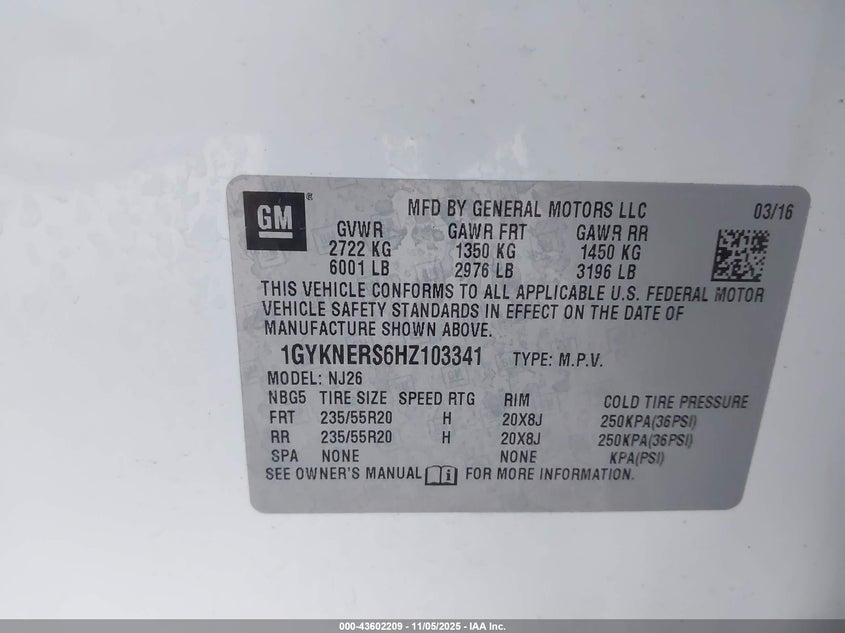 GM®
MFD BY GENERAL MOTORS LLC 03/16
GVWR GAWR FRT GAWR RR
2722 KG 1350 KG 1450 KG
6001 LB 2976 LB 3196 LB
THIS VEHICLE CONFORMS TO ALL APPLICABLE U.S. FEDERAL MOTOR
VEHICLE SAFETY STANDARDS IN EFFECT ON THE DATE OF
MANUFACTURE SHOWN ABOVE.
1GYKNERS6HZ103341 TYPE: M.P.V.
MODEL: NJ26
NBG5 TIRE SIZE SPEED RTG RIM COLD TIRE PRESSURE
FRT 235/55R20 H 20X8J 250KPA(36PSI)
RR 235/55R20 H 20X8J 250KPA(36PSI)
SPA NONE NONE KPA(PSI)
SEE OWNER'S MANUAL FOR MORE INFORMATION.
000-43602209 - 11/05/2025 - IAA Inc.